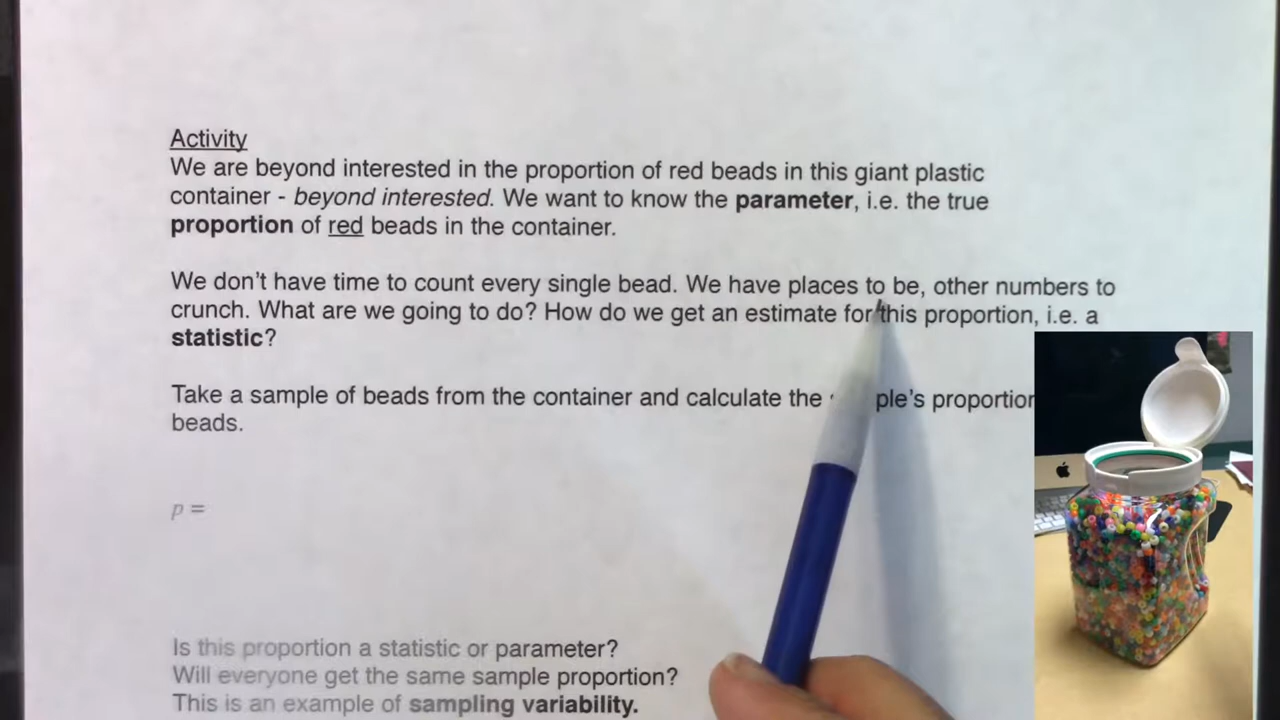 Activity
We are beyond interested in the proportion of red beads in this giant plastic
container - beyond interested. We want to know the parameter, i.e. the true
proportion of red beads in the container.
We don't have time to count every single bead. We have places to be, other numbers to
crunch. What are we going to do? How do we get an estimate for this proportion, i.e. a
statistic?
Take a sample of beads from the container and calculate the ple's proportion
beads.
p =
Is this proportion a statistic or parameter?
Will everyone get the same sample proportion?
This is an example of sampling variability.